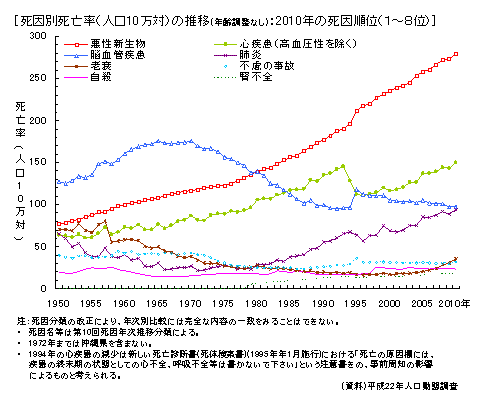 [死因別死亡率(人口10万対)の推移(年齢調整なし):2010年の死因順位(1～8位)]
悪性新生物
心疾患(高血圧性を除く)
脳血管疾患
肺炎
老衰
不慮の事故
自殺
腎不全
死亡率(人口10万対)
300
250
200
150
100
50
0
1950 1955 1960 1965 1970 1975 1980 1985 1990 1995 2000 2005 2010年
注: 死因分類の改正により、年次別比較には完全な内容の一致をみることはできない。
・ 死因名等は第10回死因年次推移分類による。
・ 1972年までは沖縄県を含まない。
・ 1994年の心疾患の減少は新しい死亡診断書(死体検案書)(1995年1月施行)における「死亡の原因欄には、
疾患の終末期の状態としての心不全、呼吸不全等は書かないで下さい」という注意書きの、事前周知の影響
によるものと考えられる。
(資料)平成22年人口動態調査